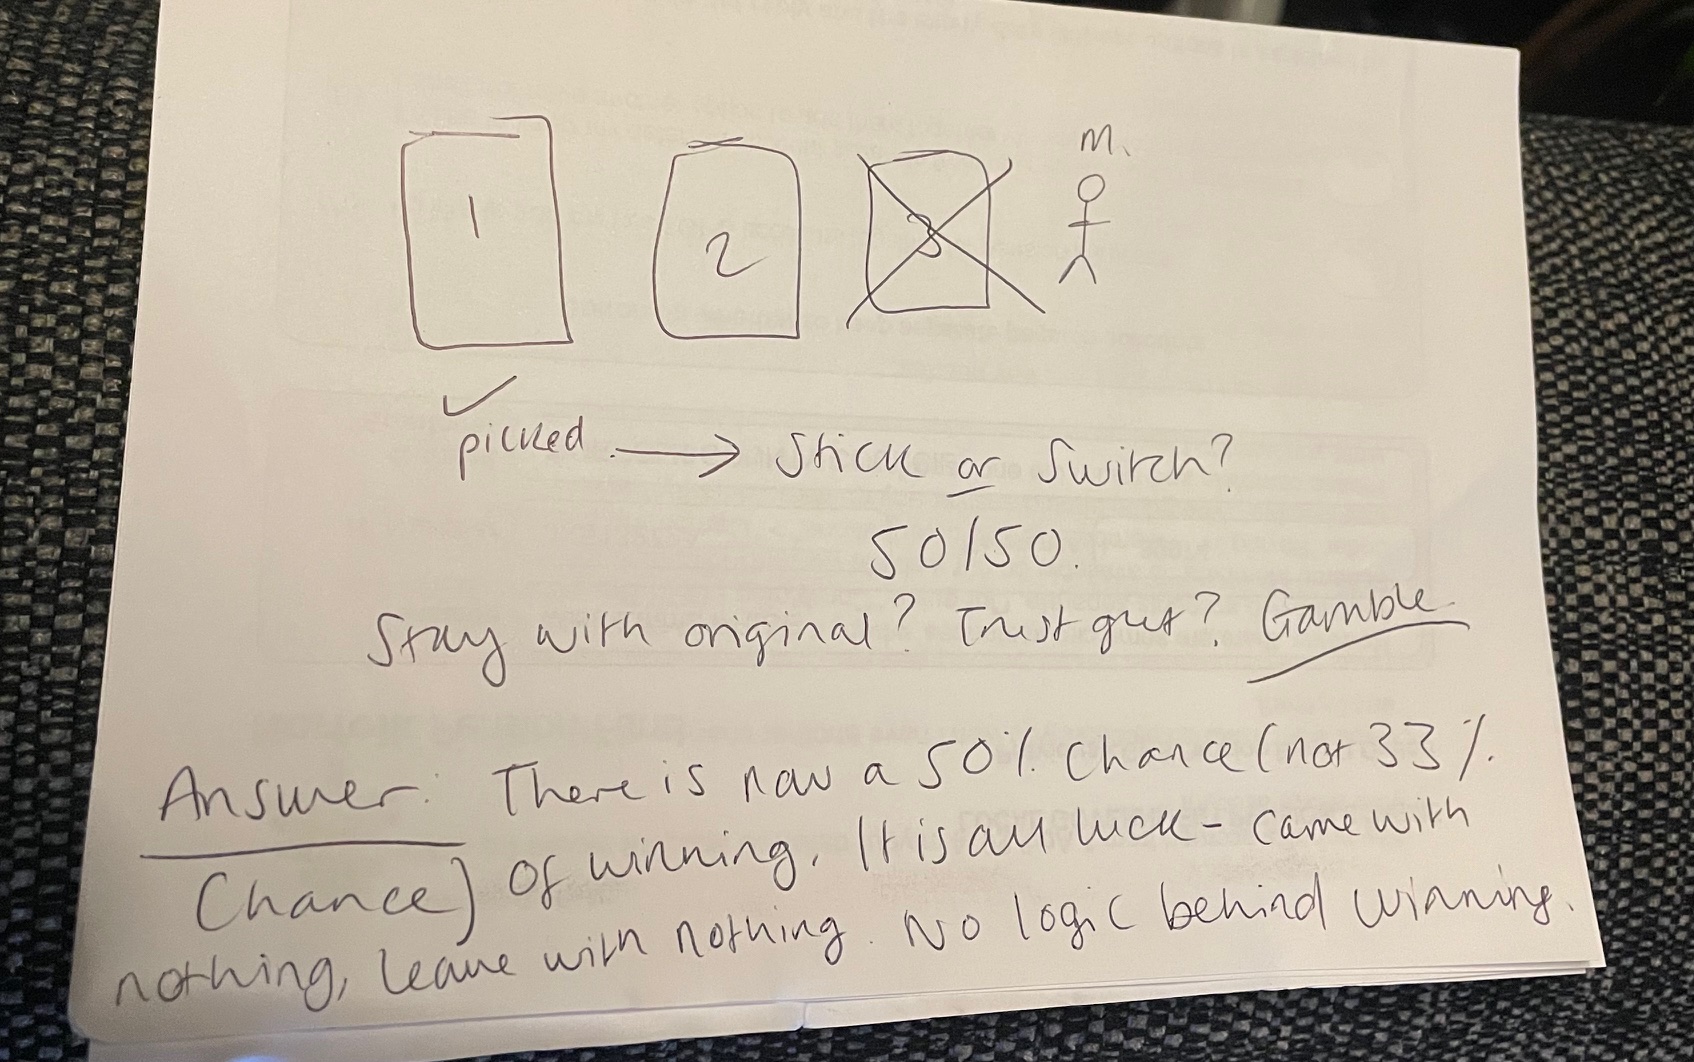 M.
1 2 3
picked → Stick or Switch?
50/50.
Stay with original? Trust gut? Gamble
Answer: There is now a 50% chance (not 33%
Chance) of winning. It is all luck - came with
nothing, leave with nothing. No logic behind winning.